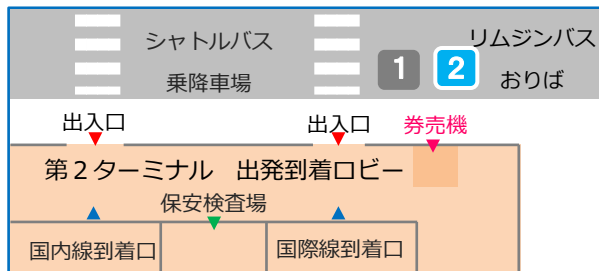 シャトルバス
乗降車場
1
2
リムジンバス
おりば
出入口
出入口
券売機
第2ターミナル 出発到着ロビー
保安検査場
国内線到着口
国際線到着口